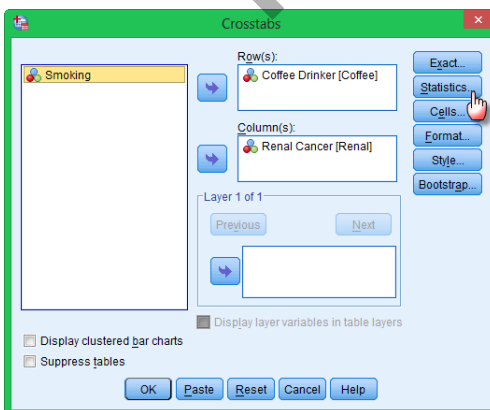 Crosstabs
Smoking
Row(s):
Coffee Drinker [Coffee]
Column(s):
Renal Cancer [Renal]
Layer 1 of 1
Previous
Next
Display layer variables in table layers
Exact...
Statistics...
Cells...
Format...
Style...
Bootstrap...
Display clustered bar charts
Suppress tables
OK
Paste
Reset
Cancel
Help